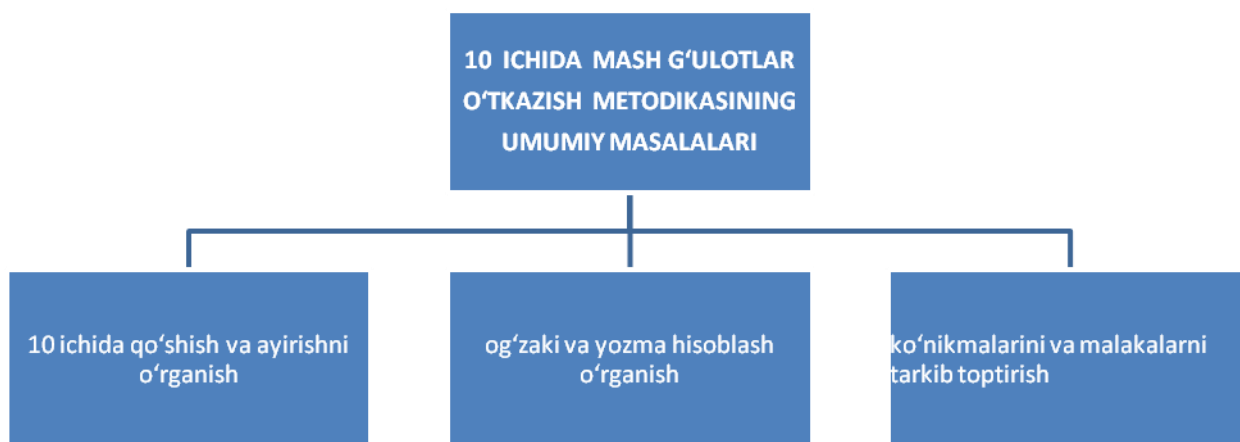 10 ICHIDA MASH G‘ULOTLAR
O‘TKAZISH METODIKASINING
UMUMIY MASALALARI
10 ichida qo‘shish va ayirishni
o‘rganish
og‘zaki va yozma hisoblash
o‘rganish
ko‘nikmalarini va malakalarni
tarkib toptirish